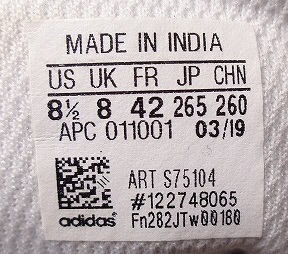 MADE IN INDIA
US UK FR JP CHN
8½ 8 42 265 260
APC 011001 03/19
ART S75104
#122748065
adidas Fn282JTw00160